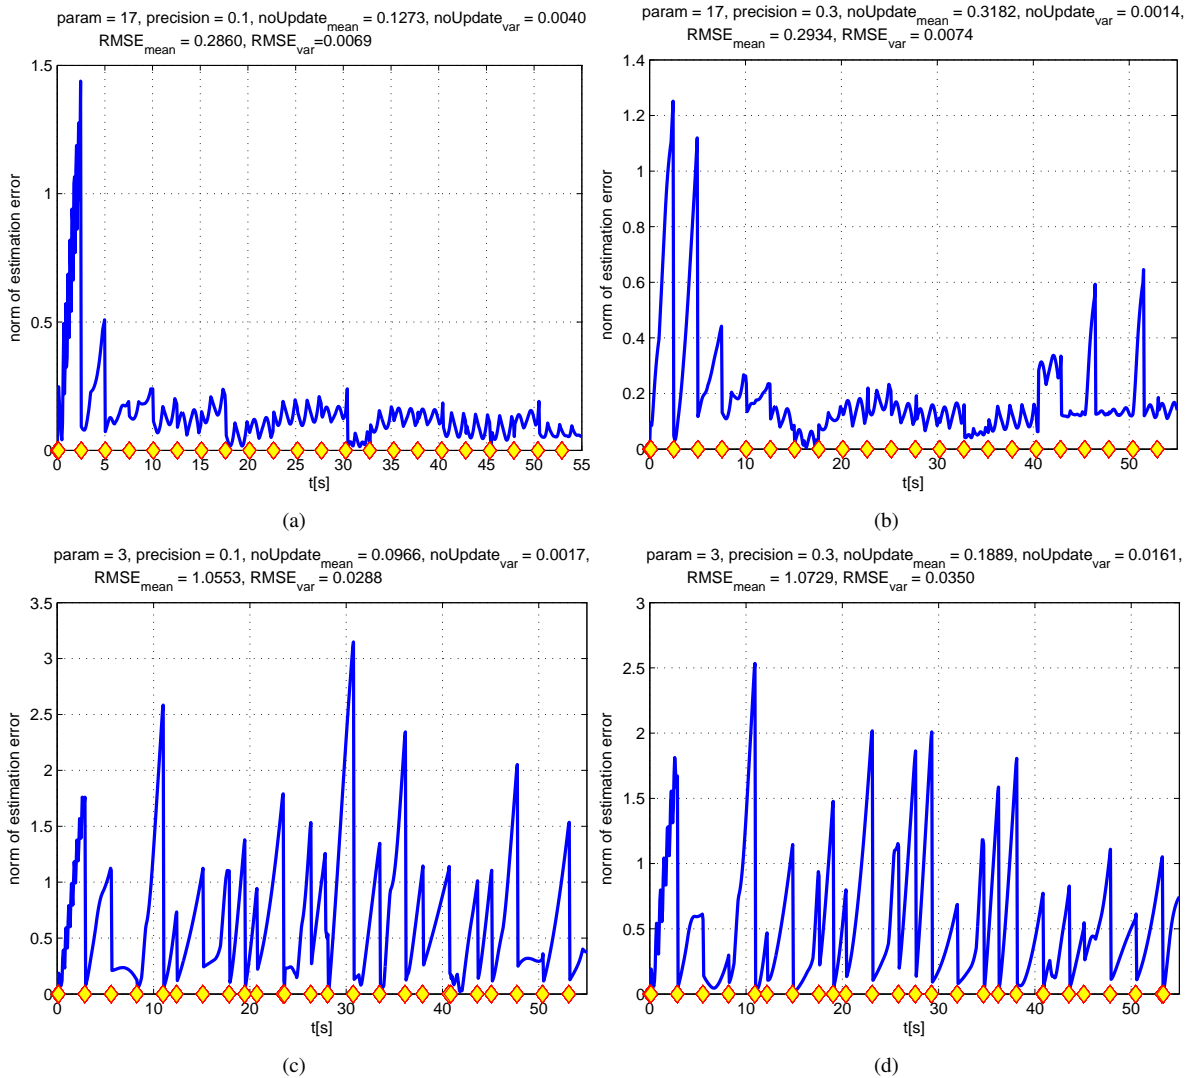 param = 17, precision = 0.1, noUpdate_mean = 0.1273, noUpdate_var = 0.0040
RMSE_mean = 0.2860, RMSE_var=0.0069
1.5
1
0.5
0
norm of estimation error
0 5 10 15 20 25 30 35 40 45 50 55
t[s]
(a)
param = 17, precision = 0.3, noUpdate_mean = 0.3182, noUpdate_var = 0.0014,
RMSE_mean = 0.2934, RMSE_var = 0.0074
1.4
1.2
1
0.8
0.6
0.4
0.2
0
norm of estimation error
0 10 20 30 40 50
t[s]
(b)
param = 3, precision = 0.1, noUpdate_mean = 0.0966, noUpdate_var = 0.0017,
RMSE_mean = 1.0553, RMSE_var = 0.0288
3.5
3
2.5
2
1.5
1
0.5
0
norm of estimation error
0 10 20 30 40 50
t[s]
(c)
param = 3, precision = 0.3, noUpdate_mean = 0.1889, noUpdate_var = 0.0161,
RMSE_mean = 1.0729, RMSE_var = 0.0350
3
2.5
2
1.5
1
0.5
0
norm of estimation error
0 10 20 30 40 50
t[s]
(d)